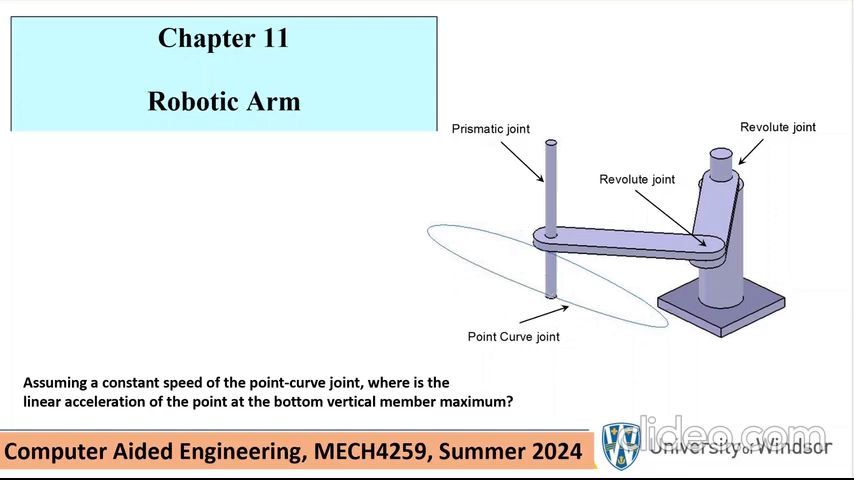 Chapter 11
Robotic Arm
Prismatic joint
Revolute joint
Revolute joint
Point Curve joint
Assuming a constant speed of the point-curve joint, where is the
linear acceleration of the point at the bottom vertical member maximum?
Computer Aided Engineering, MECH4259, Summer 2024
clideo.com
University of Windsor